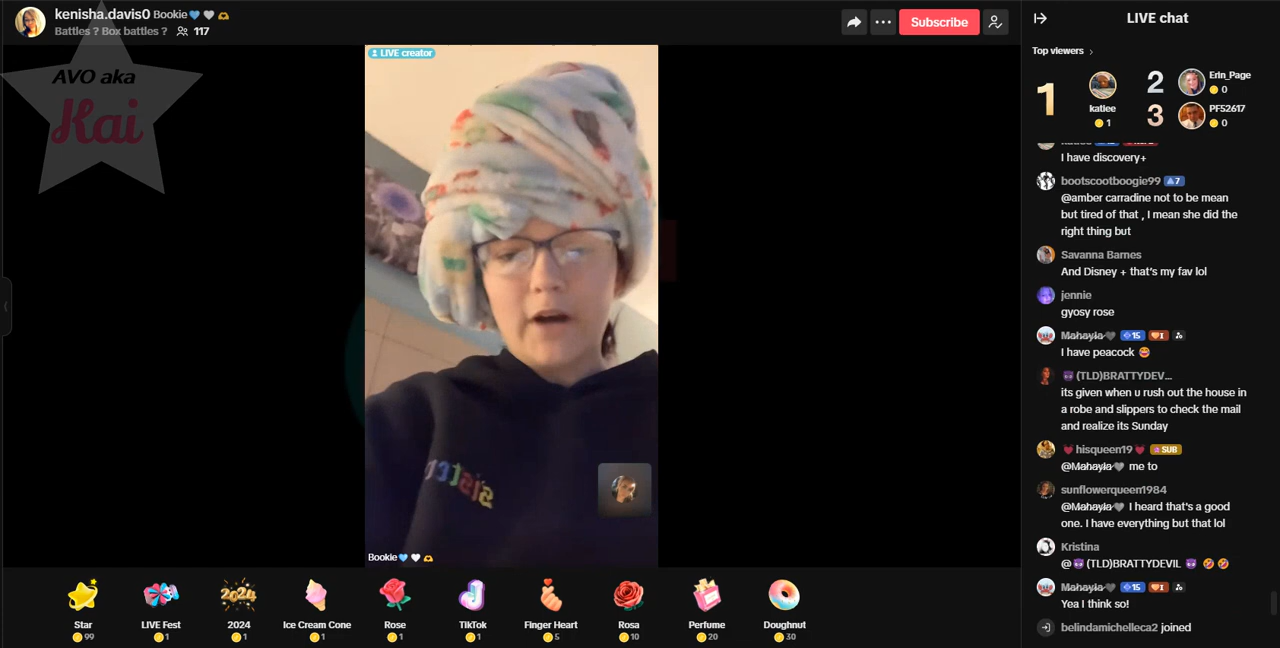 kenisha.davis0 Bookie💙🤍🫶
Battles ? Box battles ? 117
Subscribe
AVO aka
Kai
LIVE creator
sisters
Bookie💙🤍🫶
Star
99
LIVE Fest
1
2024
2024
1
Ice Cream Cone
1
Rose
1
TikTok
1
Finger Heart
5
Rosa
10
Perfume
20
Doughnut
30
LIVE chat
Top viewers ›
1
katlee
1
2
Erin_Page
0
3
PF52617
0
I have discovery+
bootscootboogie99 7
@amber carradine not to be mean
but tired of that , I mean she did the
right thing but
Savanna Barnes
And Disney + that's my fav lol
jennie
gyosy rose
Mahayla🩶 15 I
I have peacock 😁
😈(TLD)BRATTYDEV...
its given when u rush out the house in
a robe and slippers to check the mail
and realize its Sunday
💗hisqueen19💗 SUB
@Mahayla🩶 me to
sunflowerqueen1984
@Mahayla🩶 I heard that's a good
one. I have everything but that lol
Kristina
@😈(TLD)BRATTYDEVIL 😈 🤣 🤣
Mahayla🩶 15 I
Yea I think so!
belindamichelleca2 joined